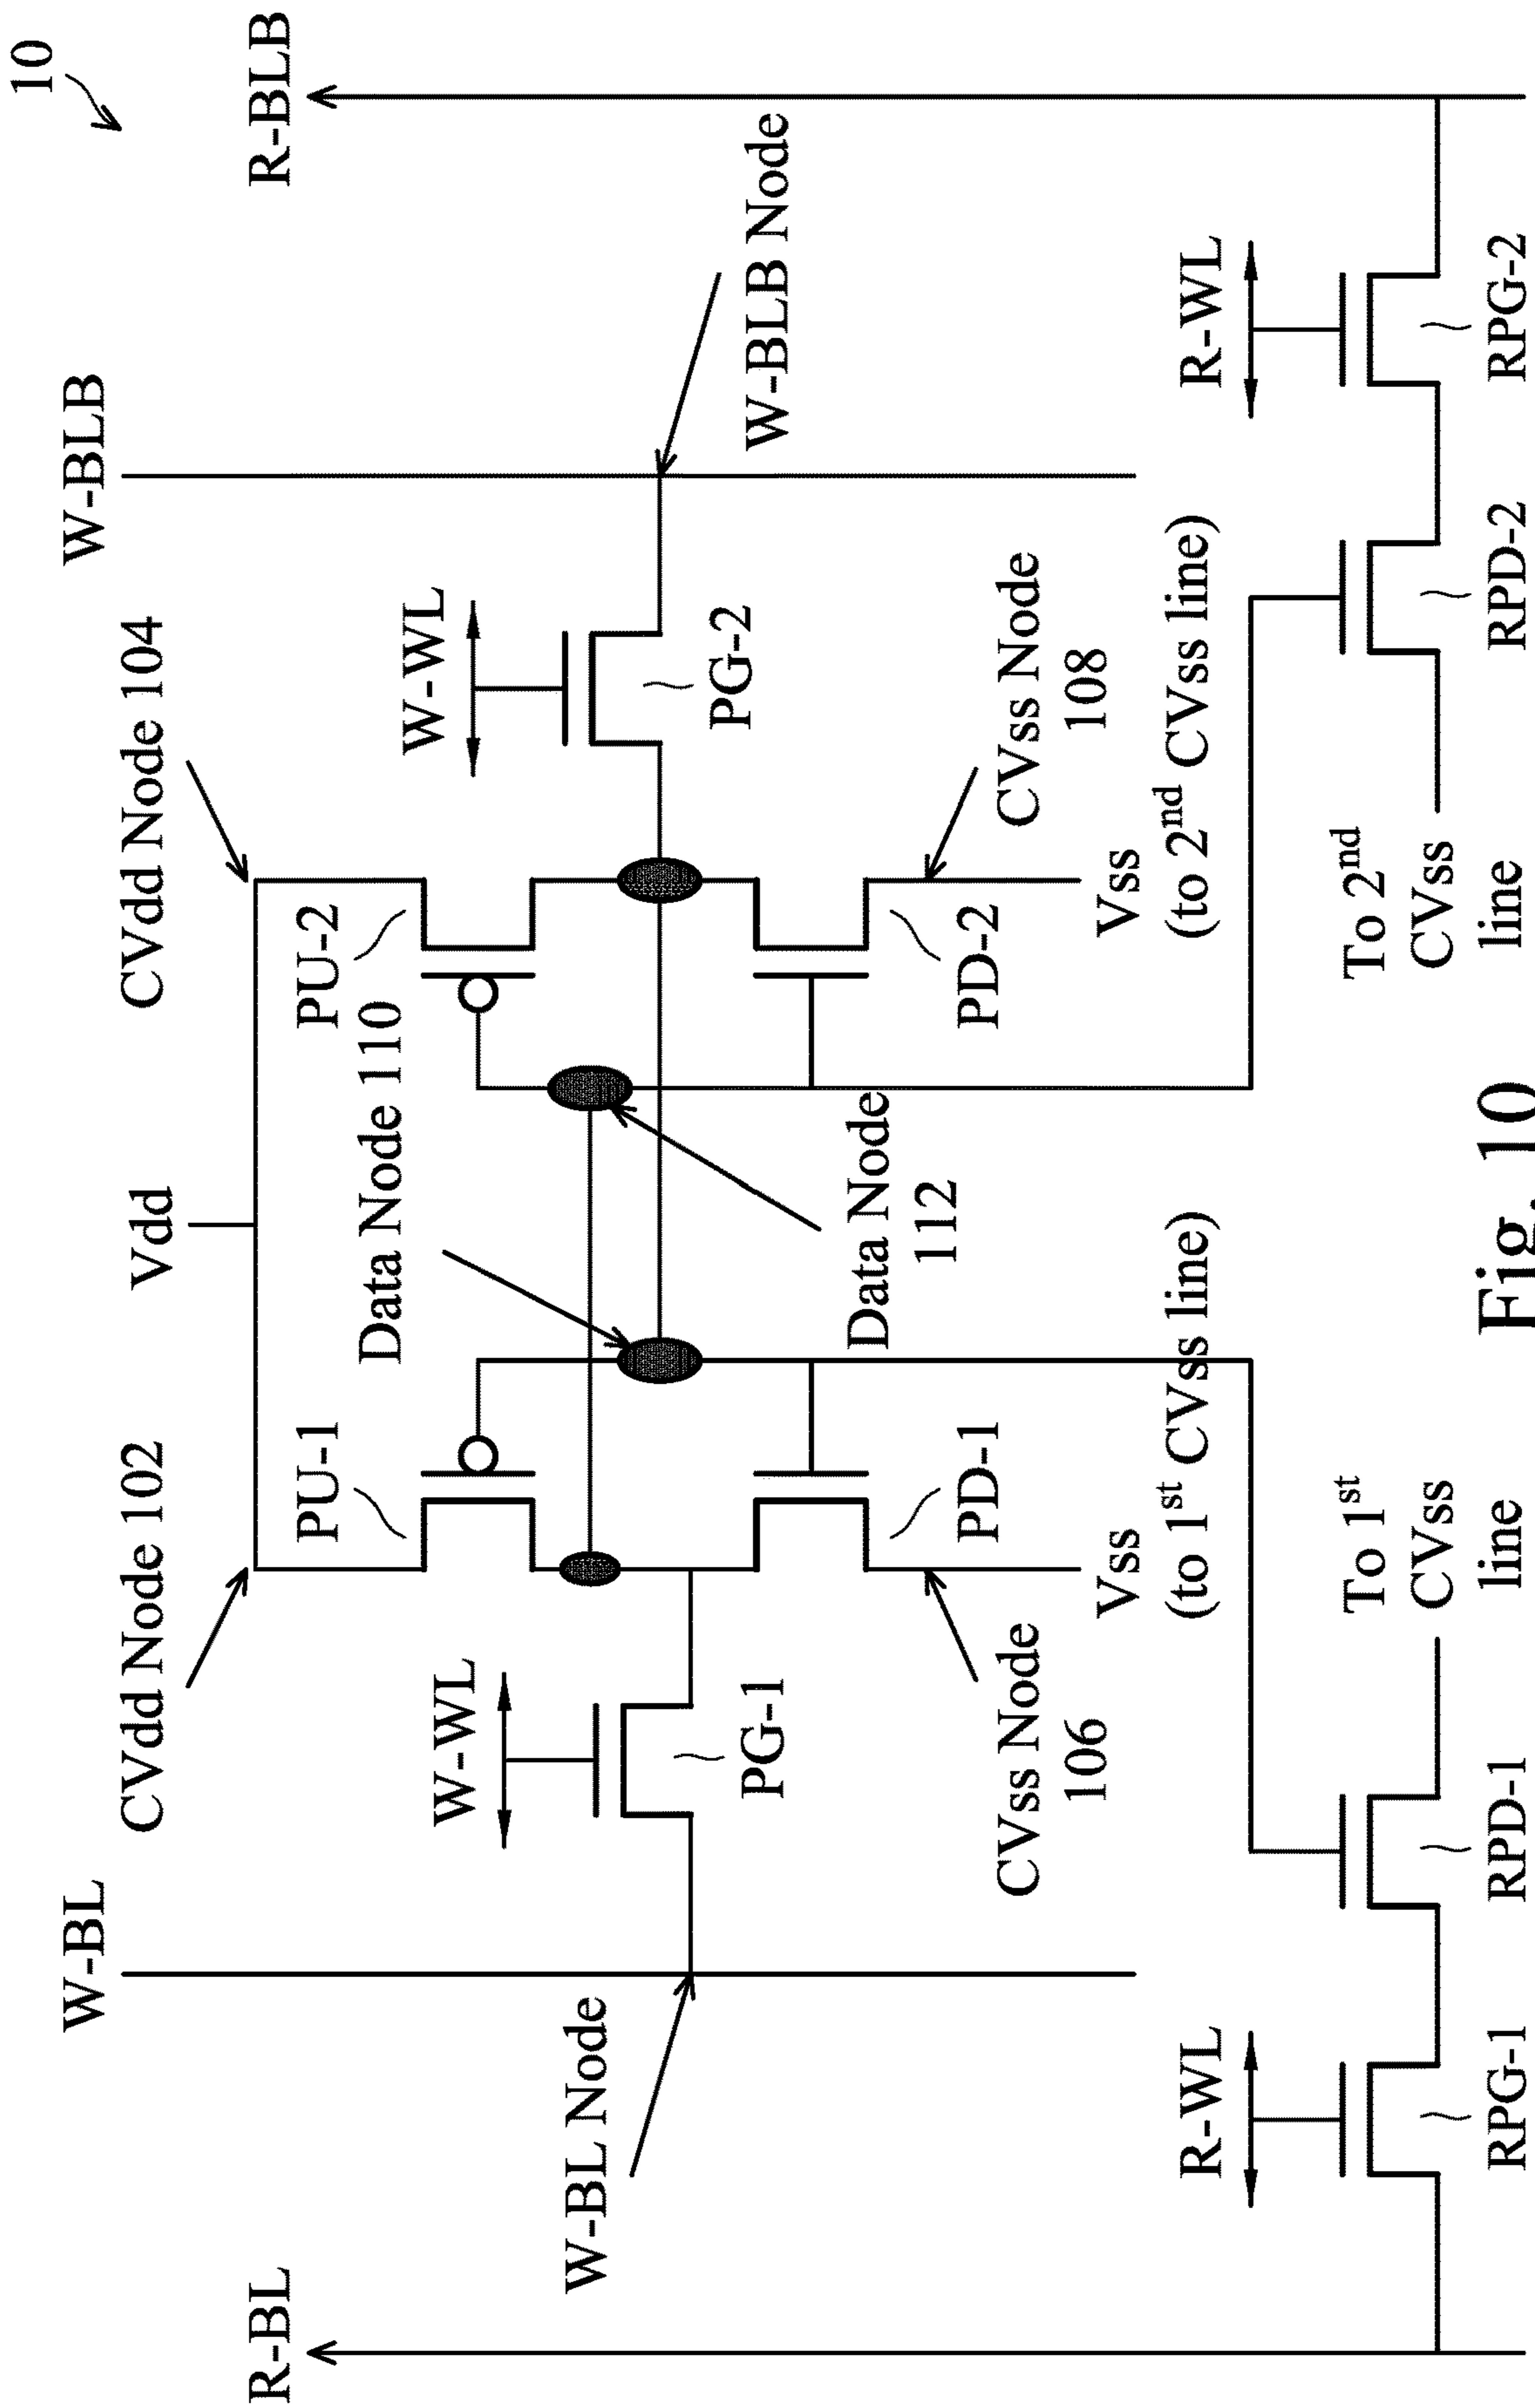 10
R-BL
W-BL
Vdd
W-BLB
R-BLB
CVdd Node 102
CVdd Node 104
PU-1
PU-2
Data Node 110
W-WL
W-WL
W-BL Node
PG-1
PG-2
W-BLB Node
Data Node
112
PD-1
PD-2
CVss Node
106
CVss Node
108
Vss
(to 1st CVss line)
Vss
(to 2nd CVss line)
R-WL
R-WL
To 1st
CVss
line
To 2nd
CVss
line
RPG-1
RPD-1
RPD-2
RPG-2
Fig. 10